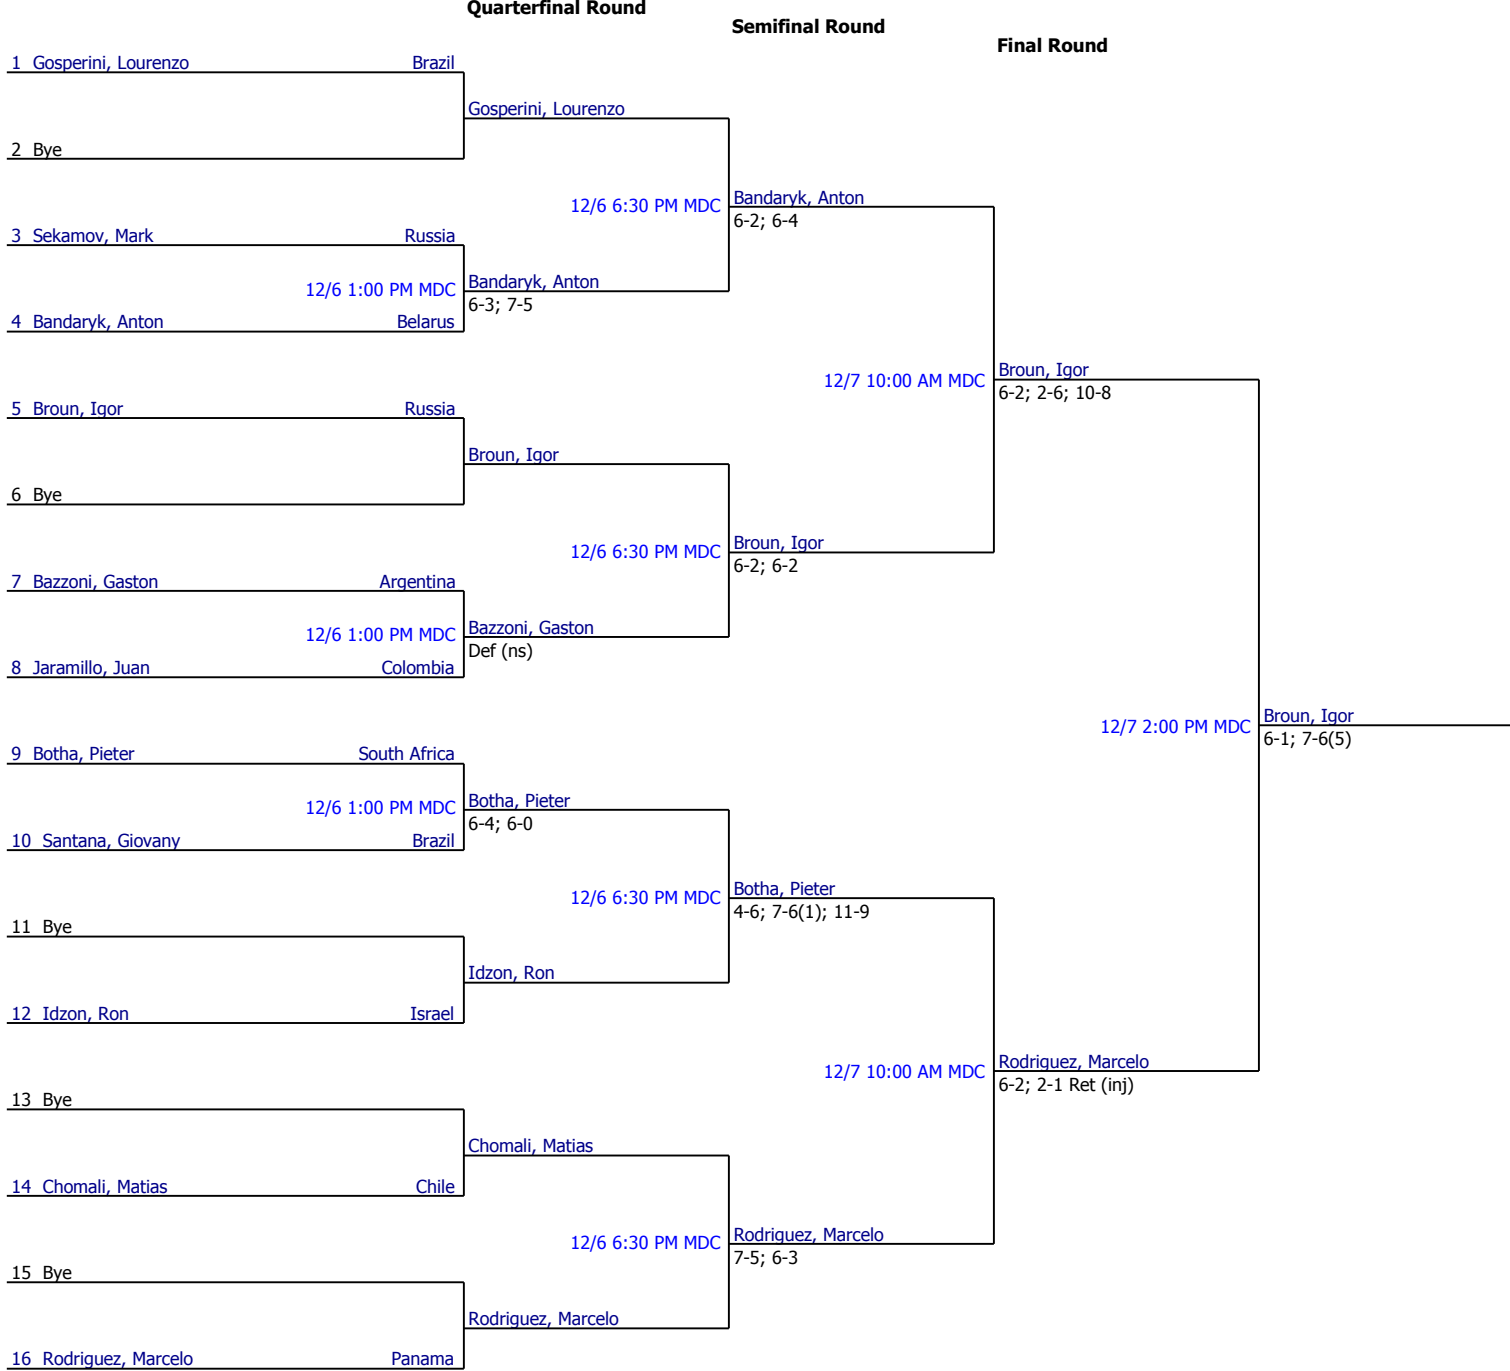 Quarterfinal Round
Semifinal Round
Final Round
1 Gosperini, Lourenzo Brazil
Gosperini, Lourenzo
2 Bye
12/6 6:30 PM MDC Bandaryk, Anton
6-2; 6-4
3 Sekamov, Mark Russia
12/6 1:00 PM MDC Bandaryk, Anton
6-3; 7-5
4 Bandaryk, Anton Belarus
12/7 10:00 AM MDC Broun, Igor
6-2; 2-6; 10-8
5 Broun, Igor Russia
Broun, Igor
6 Bye
12/6 6:30 PM MDC Broun, Igor
6-2; 6-2
7 Bazzoni, Gaston Argentina
12/6 1:00 PM MDC Bazzoni, Gaston
Def (ns)
8 Jaramillo, Juan Colombia
12/7 2:00 PM MDC Broun, Igor
6-1; 7-6(5)
9 Botha, Pieter South Africa
12/6 1:00 PM MDC Botha, Pieter
6-4; 6-0
10 Santana, Giovany Brazil
12/6 6:30 PM MDC Botha, Pieter
4-6; 7-6(1); 11-9
11 Bye
Idzon, Ron
12 Idzon, Ron Israel
12/7 10:00 AM MDC Rodriguez, Marcelo
6-2; 2-1 Ret (inj)
13 Bye
Chomali, Matias
14 Chomali, Matias Chile
12/6 6:30 PM MDC Rodriguez, Marcelo
7-5; 6-3
15 Bye
Rodriguez, Marcelo
16 Rodriguez, Marcelo Panama